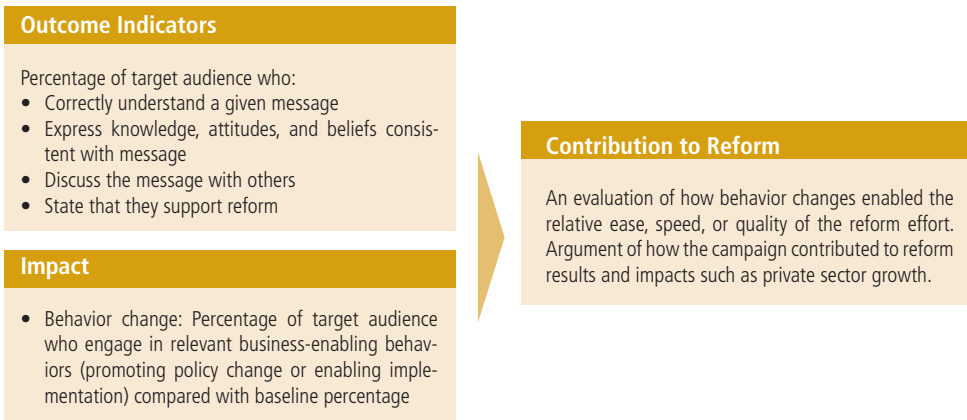 Outcome Indicators
Percentage of target audience who:
• Correctly understand a given message
• Express knowledge, attitudes, and beliefs consis-
tent with message
• Discuss the message with others
• State that they support reform
Impact
• Behavior change: Percentage of target audience
who engage in relevant business-enabling behav-
iors (promoting policy change or enabling imple-
mentation) compared with baseline percentage
Contribution to Reform
An evaluation of how behavior changes enabled the
relative ease, speed, or quality of the reform effort.
Argument of how the campaign contributed to reform
results and impacts such as private sector growth.